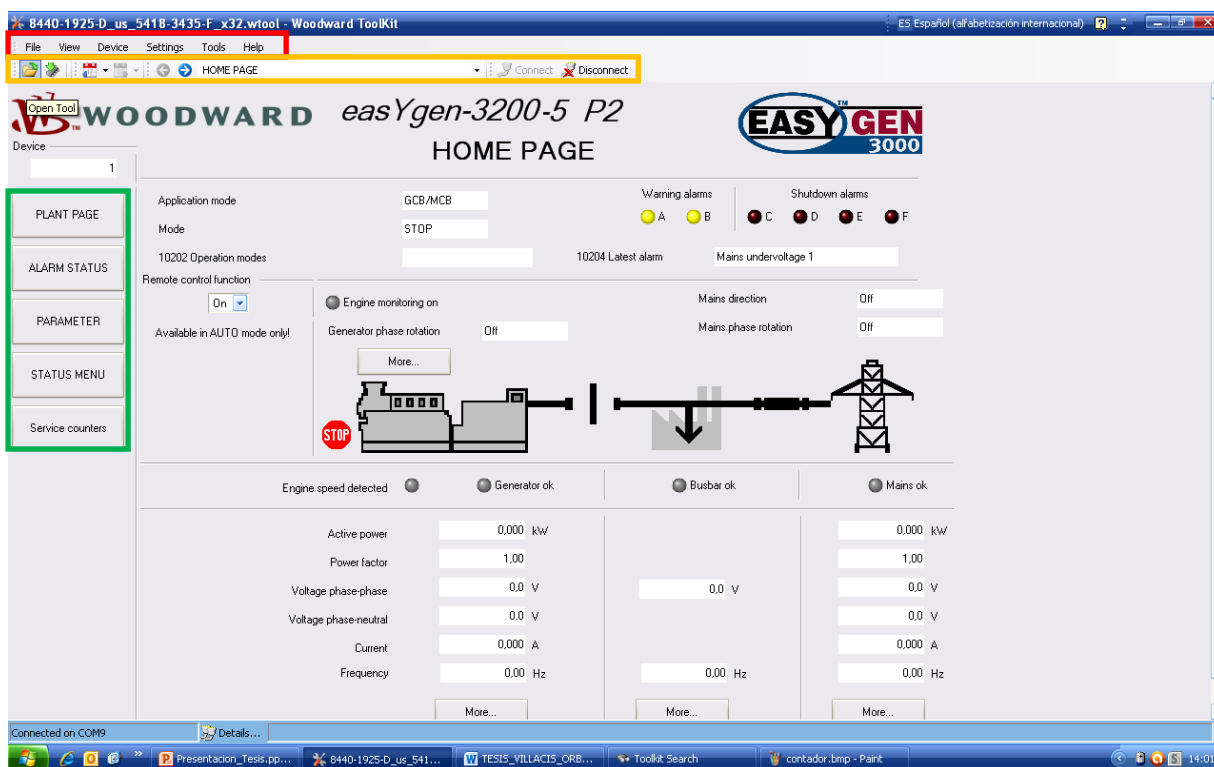 8440-1925-D_us_5418-3435-F_x32.wtool - Woodward ToolKit
ES Español (alfabetización internacional)
File View Device Settings Tools Help
HOME PAGE Connect Disconnect
Open Tool
WOODWARD easYgen-3200-5 P2 EASY GEN™ 3000
HOME PAGE
Device
1
PLANT PAGE
ALARM STATUS
PARAMETER
STATUS MENU
Service counters
Application mode GCB/MCB
Mode STOP
Warning alarms Shutdown alarms
A B C D E F
10202 Operation modes 10204 Latest alarm Mains undervoltage 1
Remote control function
On
Available in AUTO mode only!
Engine monitoring on
Generator phase rotation Off
More...
Mains direction Off
Mains phase rotation Off
STOP
Engine speed detected Generator ok Busbar ok Mains ok
Active power 0,000 kW 0,000 kW
Power factor 1,00 1,00
Voltage phase-phase 0,0 V 0,0 V 0,0 V
Voltage phase-neutral 0,0 V 0,0 V
Current 0,000 A 0,000 A
Frequency 0,00 Hz 0,00 Hz 0,00 Hz
More... More... More...
Connected on COM9 Details...
Presentacion_Tesis.pp... 8440-1925-D_us_541... TESIS_VILLACIS_ORB... Toolkit Search contador.bmp - Paint 14:01